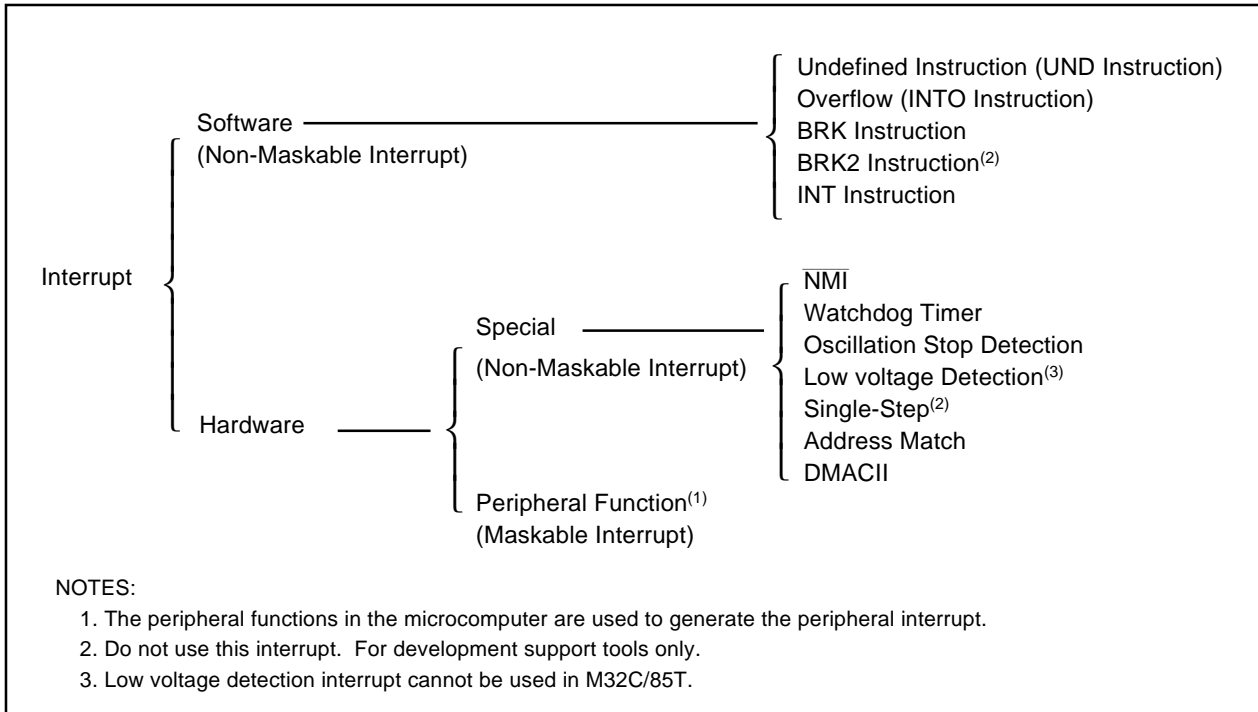 Interrupt
Software
(Non-Maskable Interrupt)
Undefined Instruction (UND Instruction)
Overflow (INTO Instruction)
BRK Instruction
BRK2 Instruction(2)
INT Instruction
Hardware
Special
(Non-Maskable Interrupt)
N̅M̅I̅
Watchdog Timer
Oscillation Stop Detection
Low voltage Detection(3)
Single-Step(2)
Address Match
DMACII
Peripheral Function(1)
(Maskable Interrupt)
NOTES:
1. The peripheral functions in the microcomputer are used to generate the peripheral interrupt.
2. Do not use this interrupt. For development support tools only.
3. Low voltage detection interrupt cannot be used in M32C/85T.